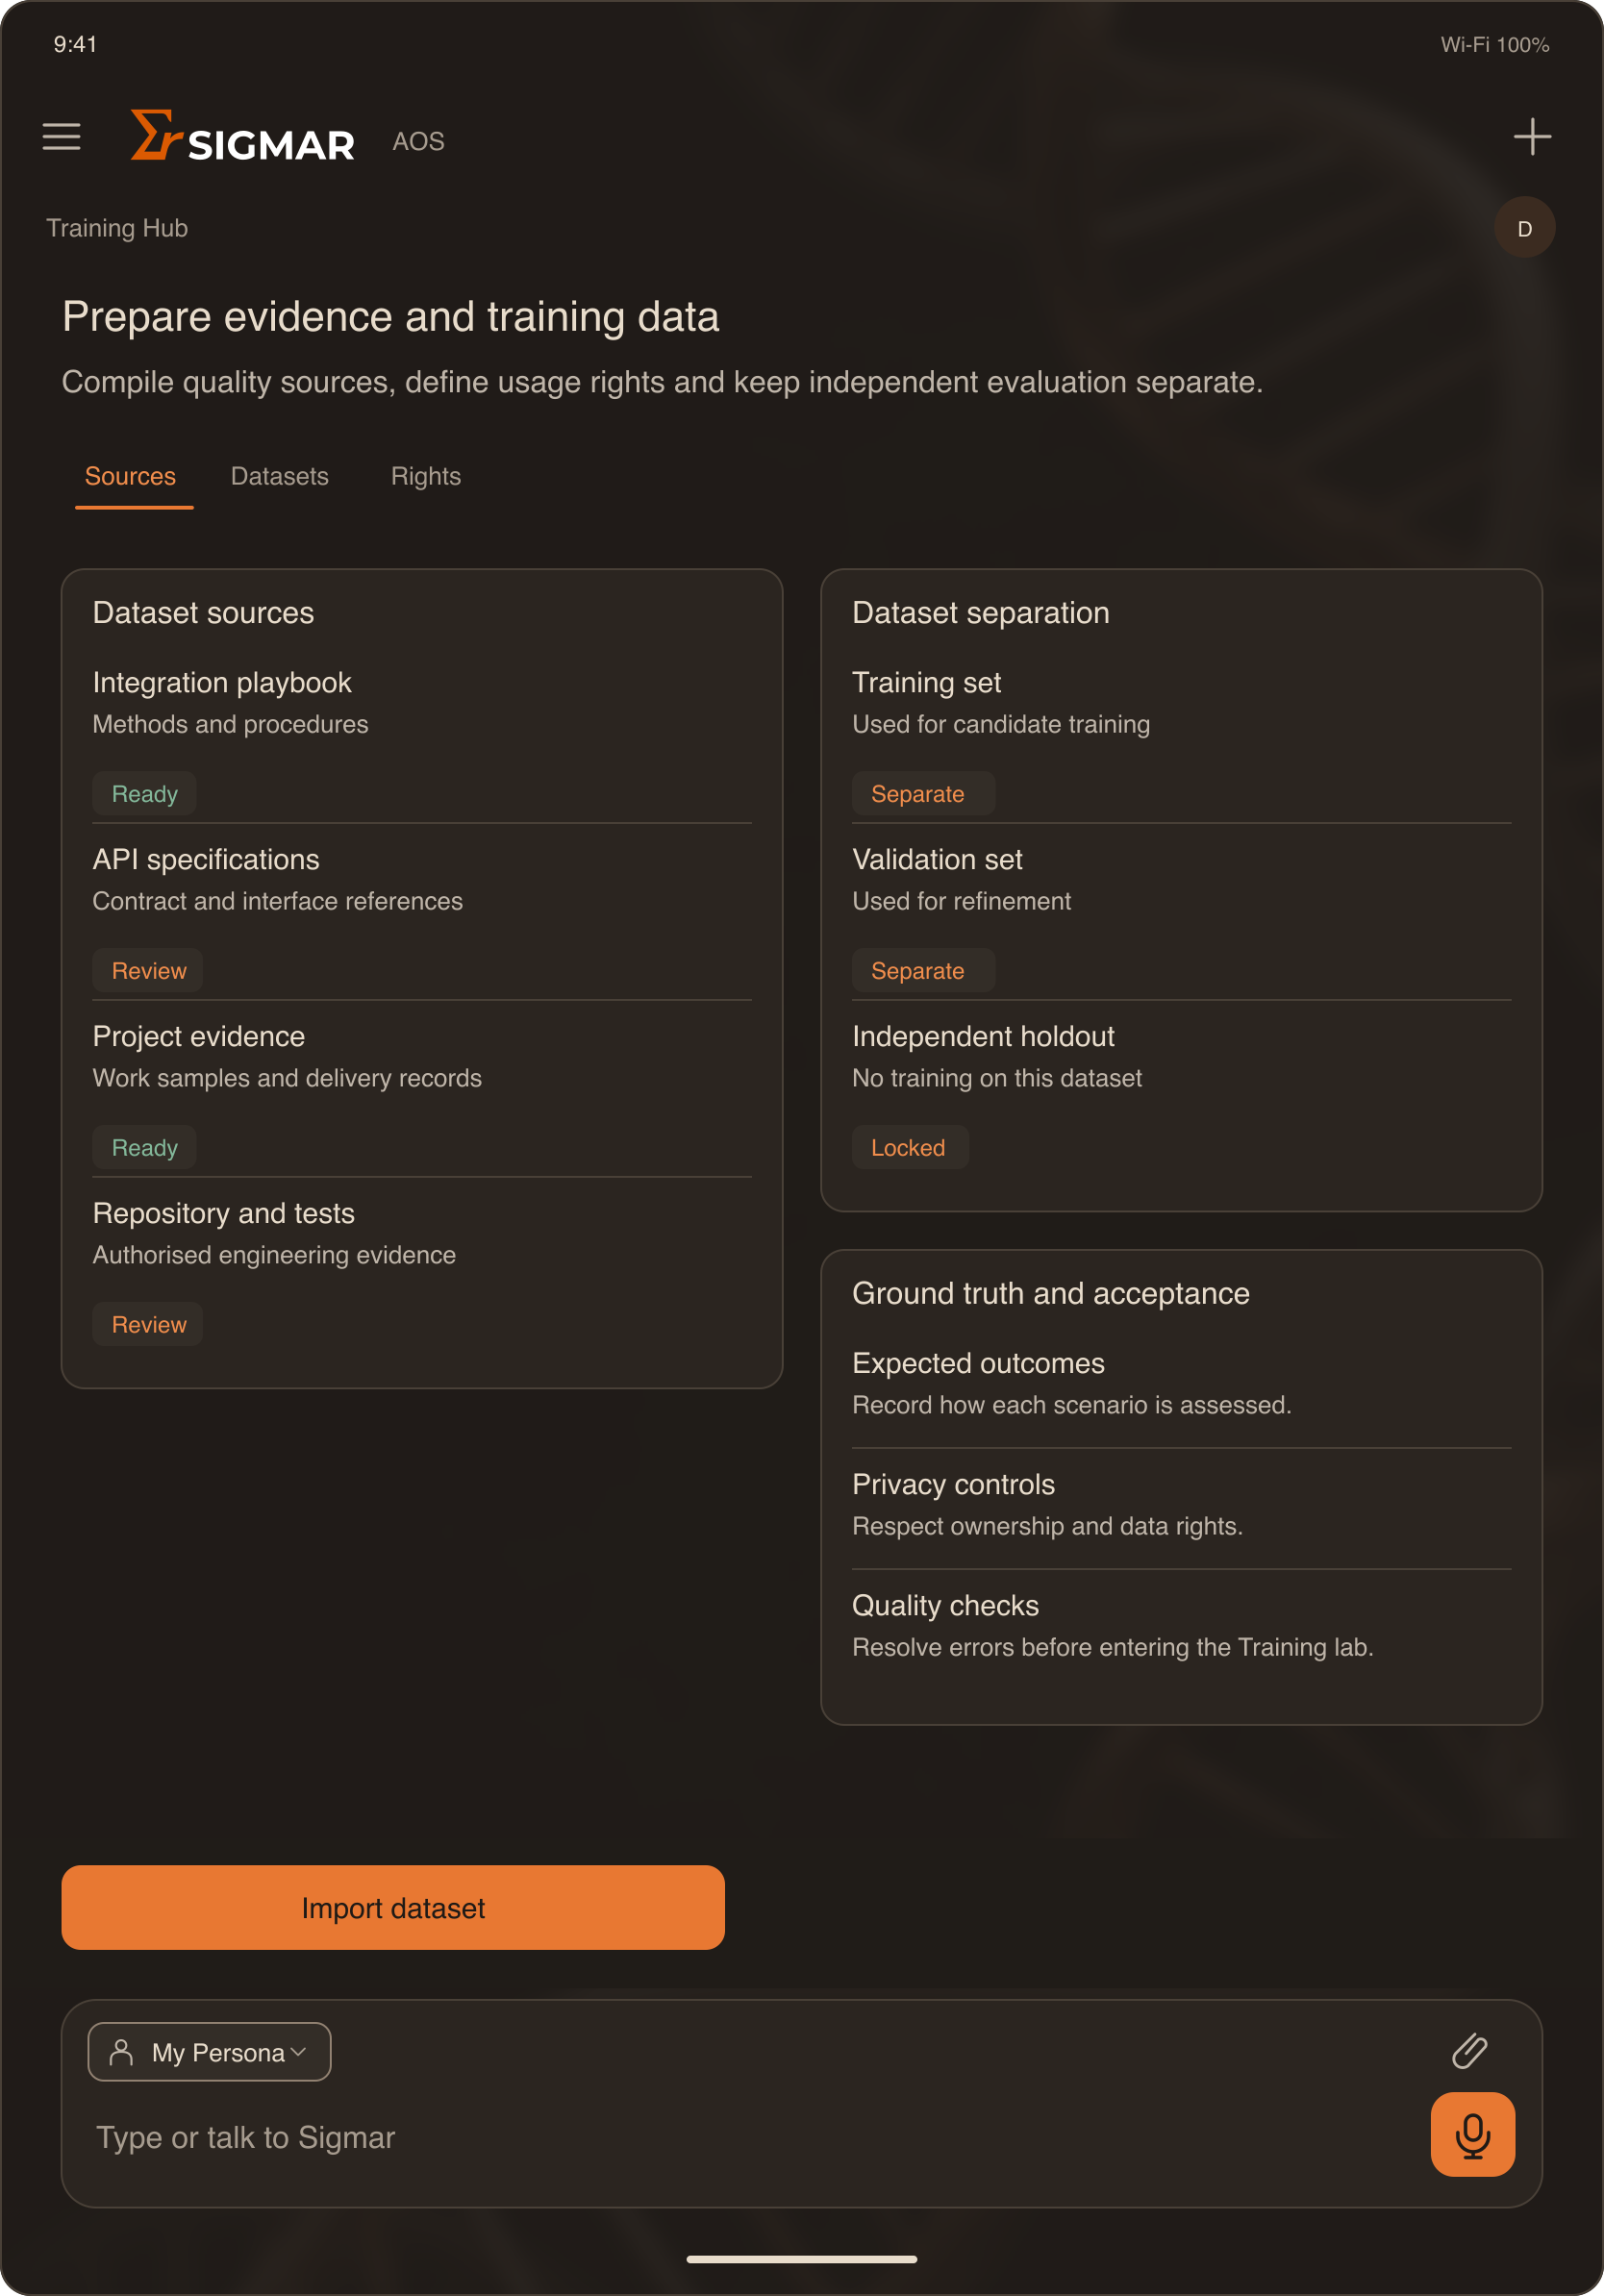 9:41
Wi-Fi 100%
Σr SIGMAR AOS
Training Hub
D
Prepare evidence and training data
Compile quality sources, define usage rights and keep independent evaluation separate.
Sources Datasets Rights
Dataset sources
Integration playbook
Methods and procedures
Ready
API specifications
Contract and interface references
Review
Project evidence
Work samples and delivery records
Ready
Repository and tests
Authorised engineering evidence
Review
Dataset separation
Training set
Used for candidate training
Separate
Validation set
Used for refinement
Separate
Independent holdout
No training on this dataset
Locked
Ground truth and acceptance
Expected outcomes
Record how each scenario is assessed.
Privacy controls
Respect ownership and data rights.
Quality checks
Resolve errors before entering the Training lab.
Import dataset
My Persona
Type or talk to Sigmar